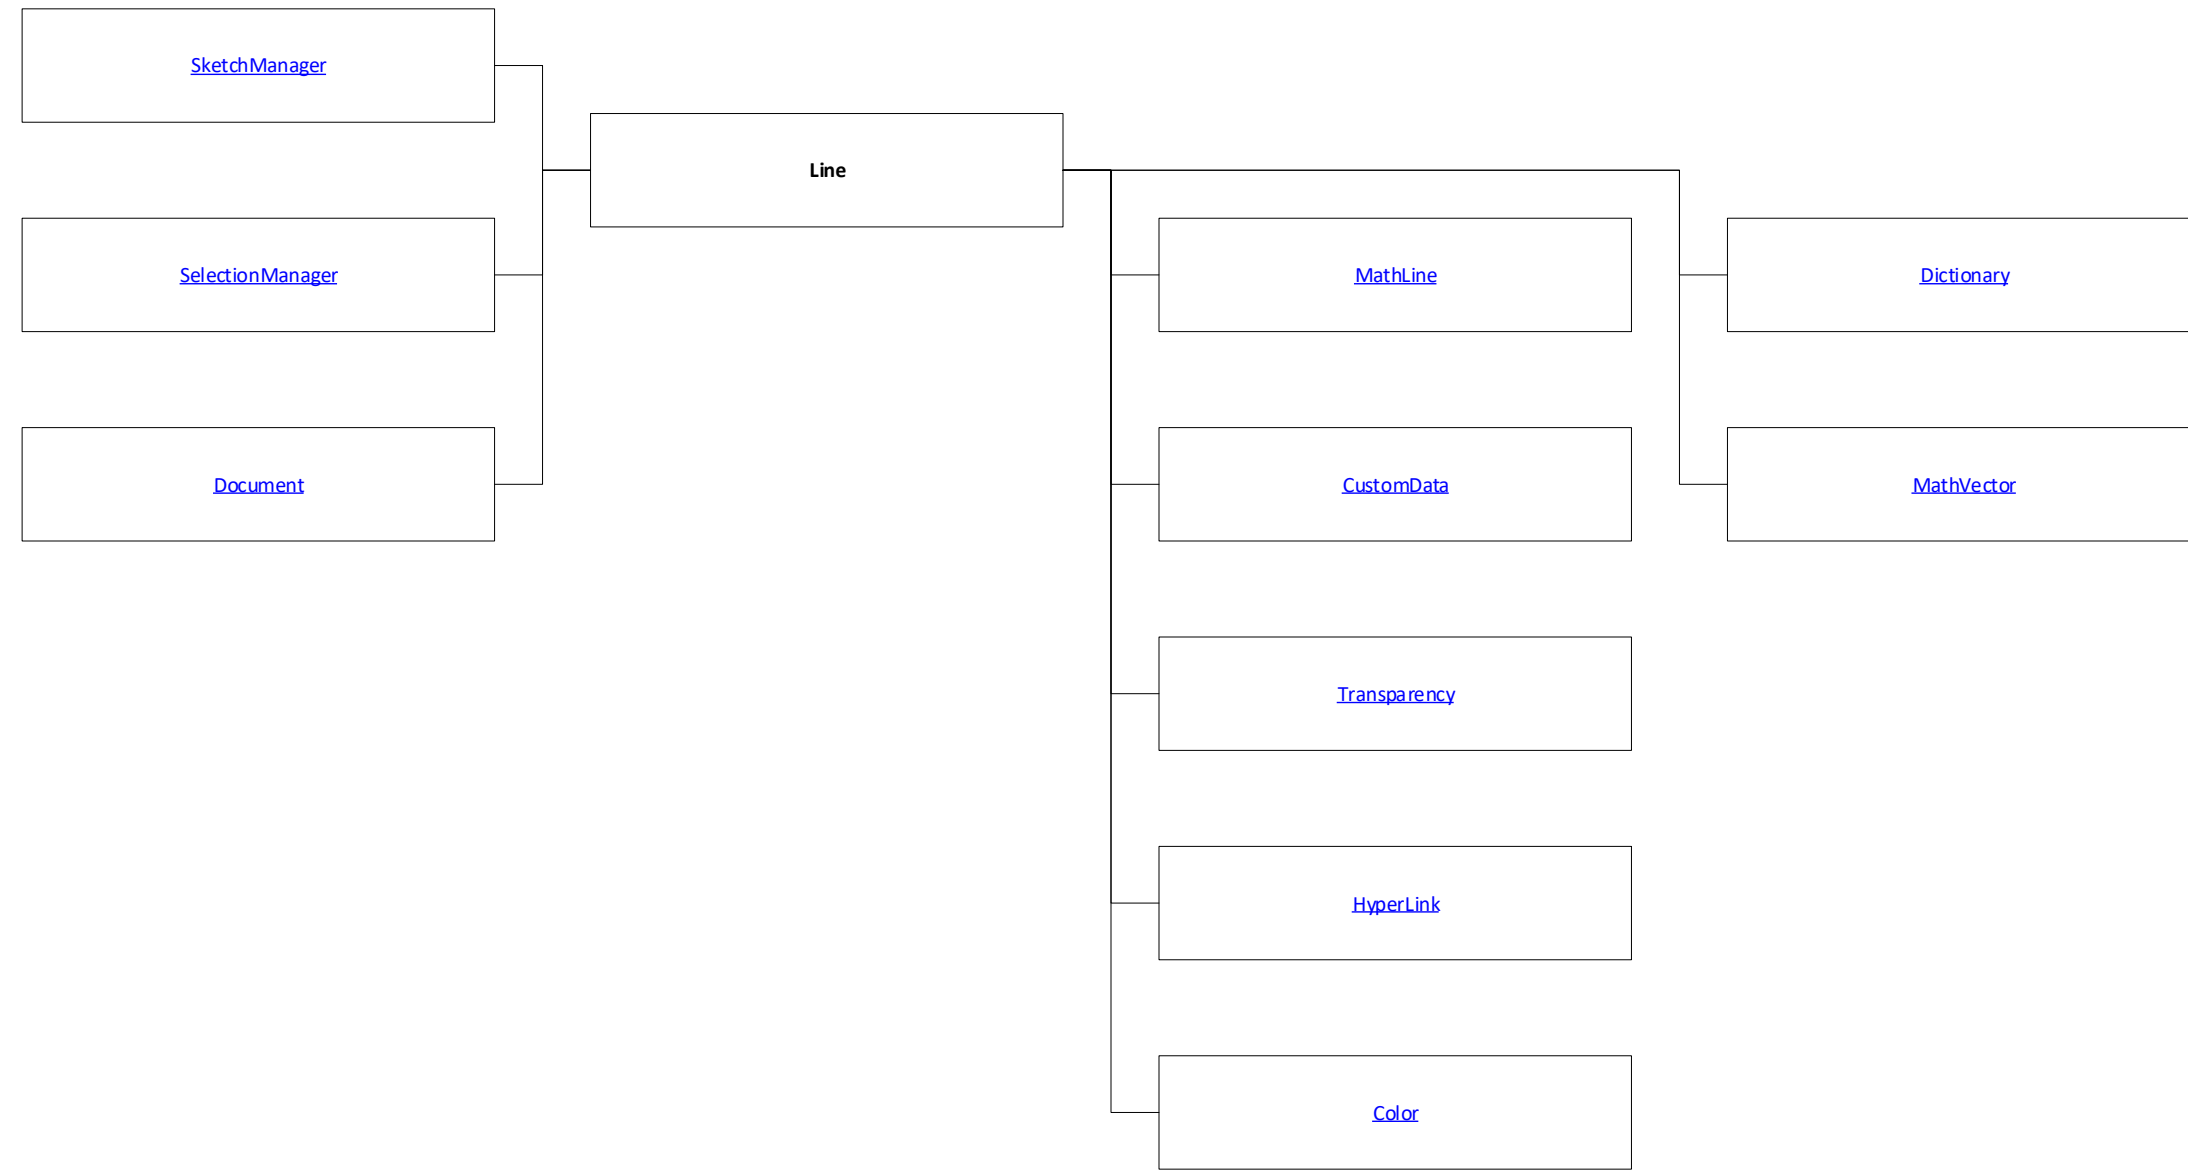 SketchManager
Line
SelectionManager
MathLine
Dictionary
Document
CustomData
MathVector
Transparency
HyperLink
Color